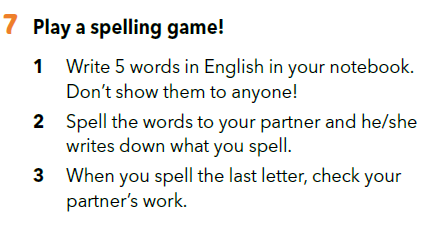 7 Play a spelling game!
1 Write 5 words in English in your notebook.
Don't show them to anyone!
2 Spell the words to your partner and he/she
writes down what you spell.
3 When you spell the last letter, check your
partner's work.